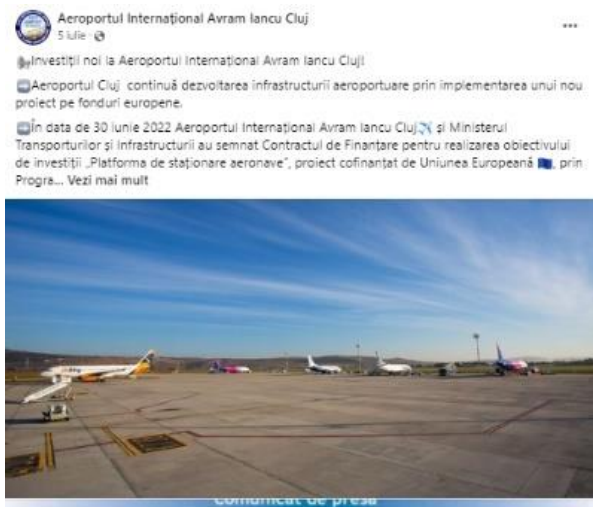 Aeroportul Internațional Avram Iancu Cluj
5 iulie ·
Investiții noi la Aeroportul Internațional Avram Iancu Cluj!
Aeroportul Cluj continuă dezvoltarea infrastructurii aeroportuare prin implementarea unui nou
proiect pe fonduri europene.
În data de 30 iunie 2022 Aeroportul Internațional Avram Iancu Cluj și Ministerul
Transporturilor și Infrastructurii au semnat Contractul de Finanțare pentru realizarea obiectivului
de investiții „Platforma de staționare aeronave”, proiect cofinanțat de Uniunea Europeană, prin
Progra... Vezi mai mult
Comunicat de presă